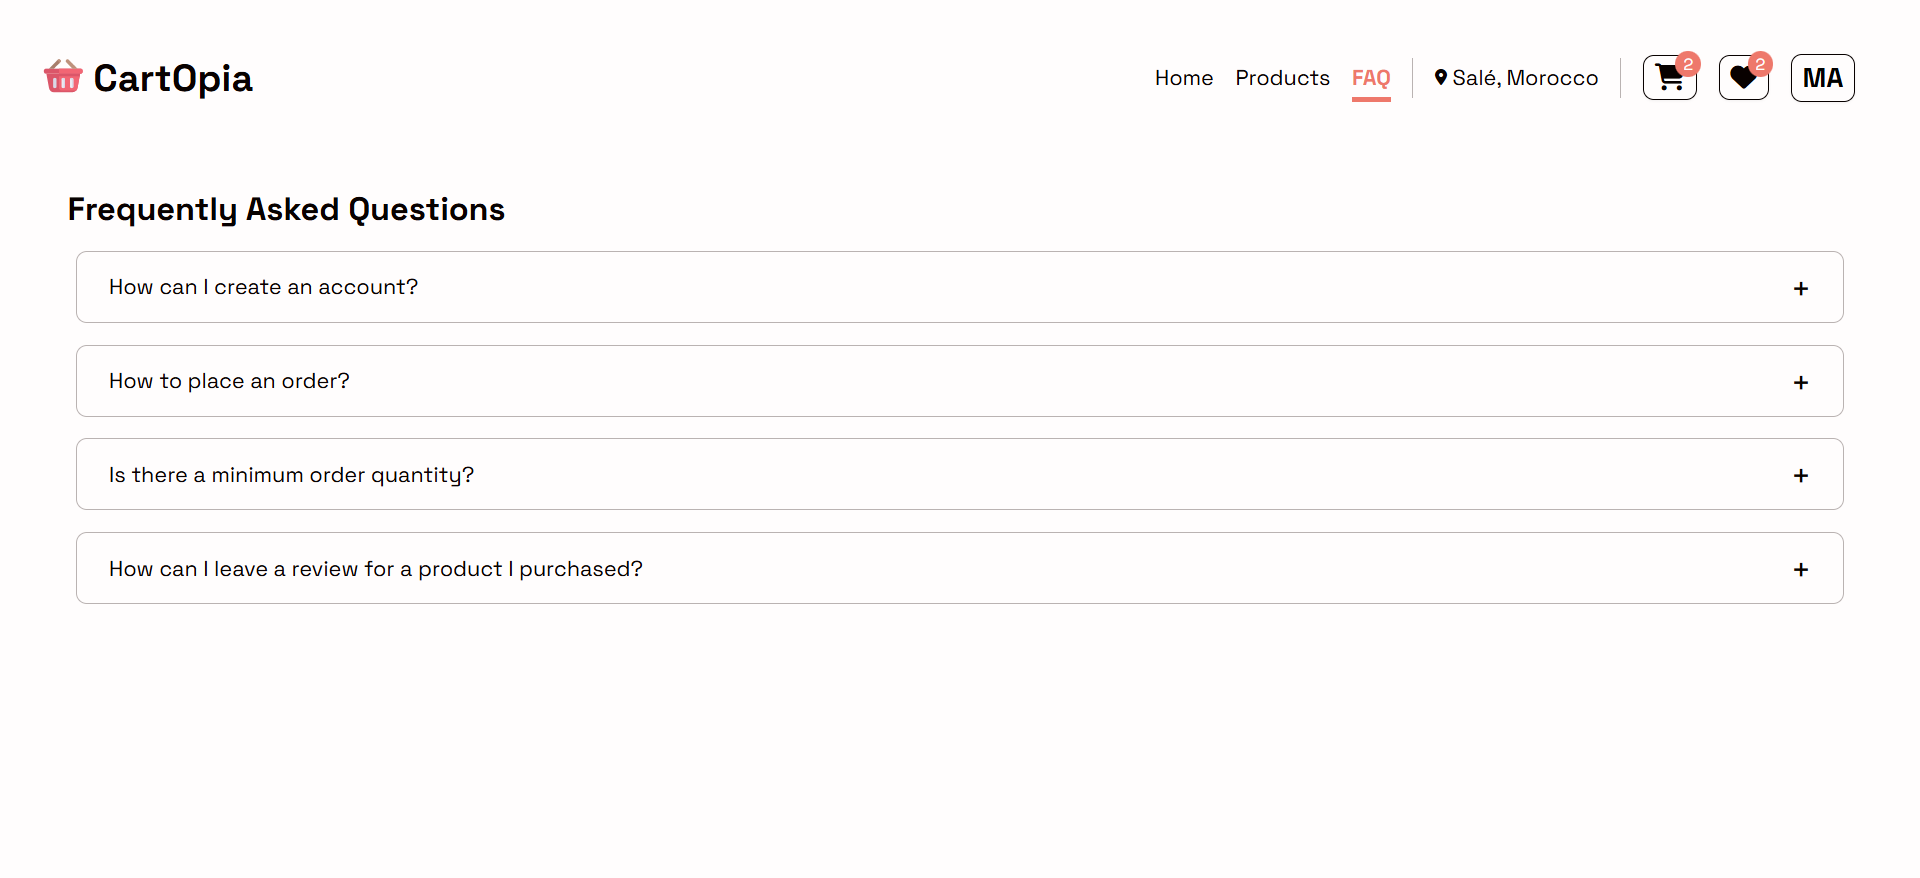 CartOpia
Home Products FAQ Salé, Morocco 2 2 MA
Frequently Asked Questions
How can I create an account? +
How to place an order? +
Is there a minimum order quantity? +
How can I leave a review for a product I purchased? +